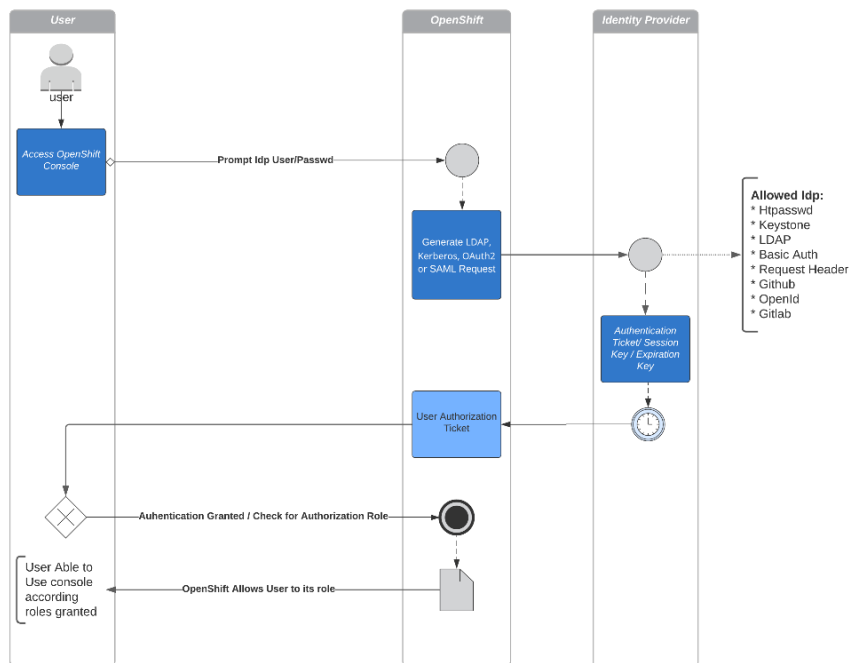 User
OpenShift
Identity Provider
user
Access OpenShift
Console
Prompt Idp User/Passwd
Generate LDAP,
Kerberos, OAuth2
or SAML Request
Allowed Idp:
* Htpasswd
* Keystone
* LDAP
* Basic Auth
* Request Header
* Github
* OpenId
* Gitlab
Authentication
Ticket/ Session
Key / Expiration
Key
User Authorization
Ticket
Auhentication Granted / Check for Authorization Role
User Able to
Use console
according
roles granted
OpenShift Allows User to its role